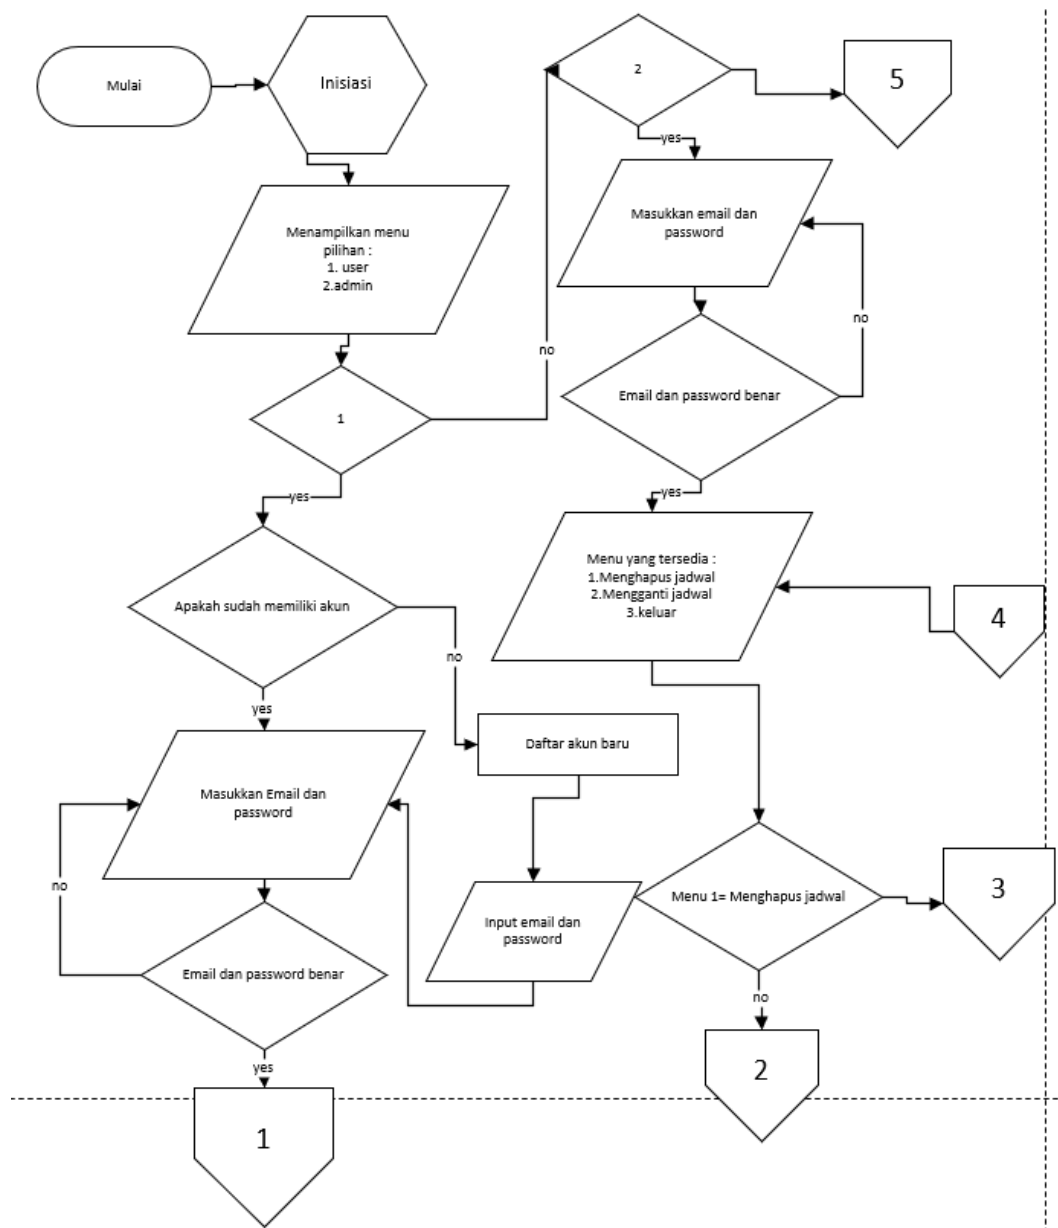 Mulai
Inisiasi
Menampilkan menu
pilihan :
1. user
2.admin
1
no
yes
Apakah sudah memiliki akun
no
yes
Masukkan Email dan
password
no
Email dan password benar
yes
1
Daftar akun baru
Input email dan
password
2
5
yes
Masukkan email dan
password
no
Email dan password benar
yes
Menu yang tersedia :
1.Menghapus jadwal
2.Mengganti jadwal
3.keluar
4
Menu 1= Menghapus jadwal
3
no
2